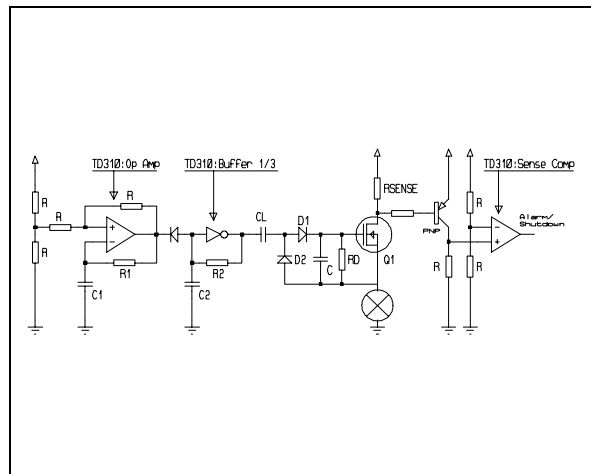 TD310:Op Amp
TD310:Buffer 1/3
TD310:Sense Comp
RSENSE
Alarm/
Shutdown
R
R
R
R
R
R1
R2
C1
C2
CL
D1
D2
C
RD
Q1
PNP
R
R
R